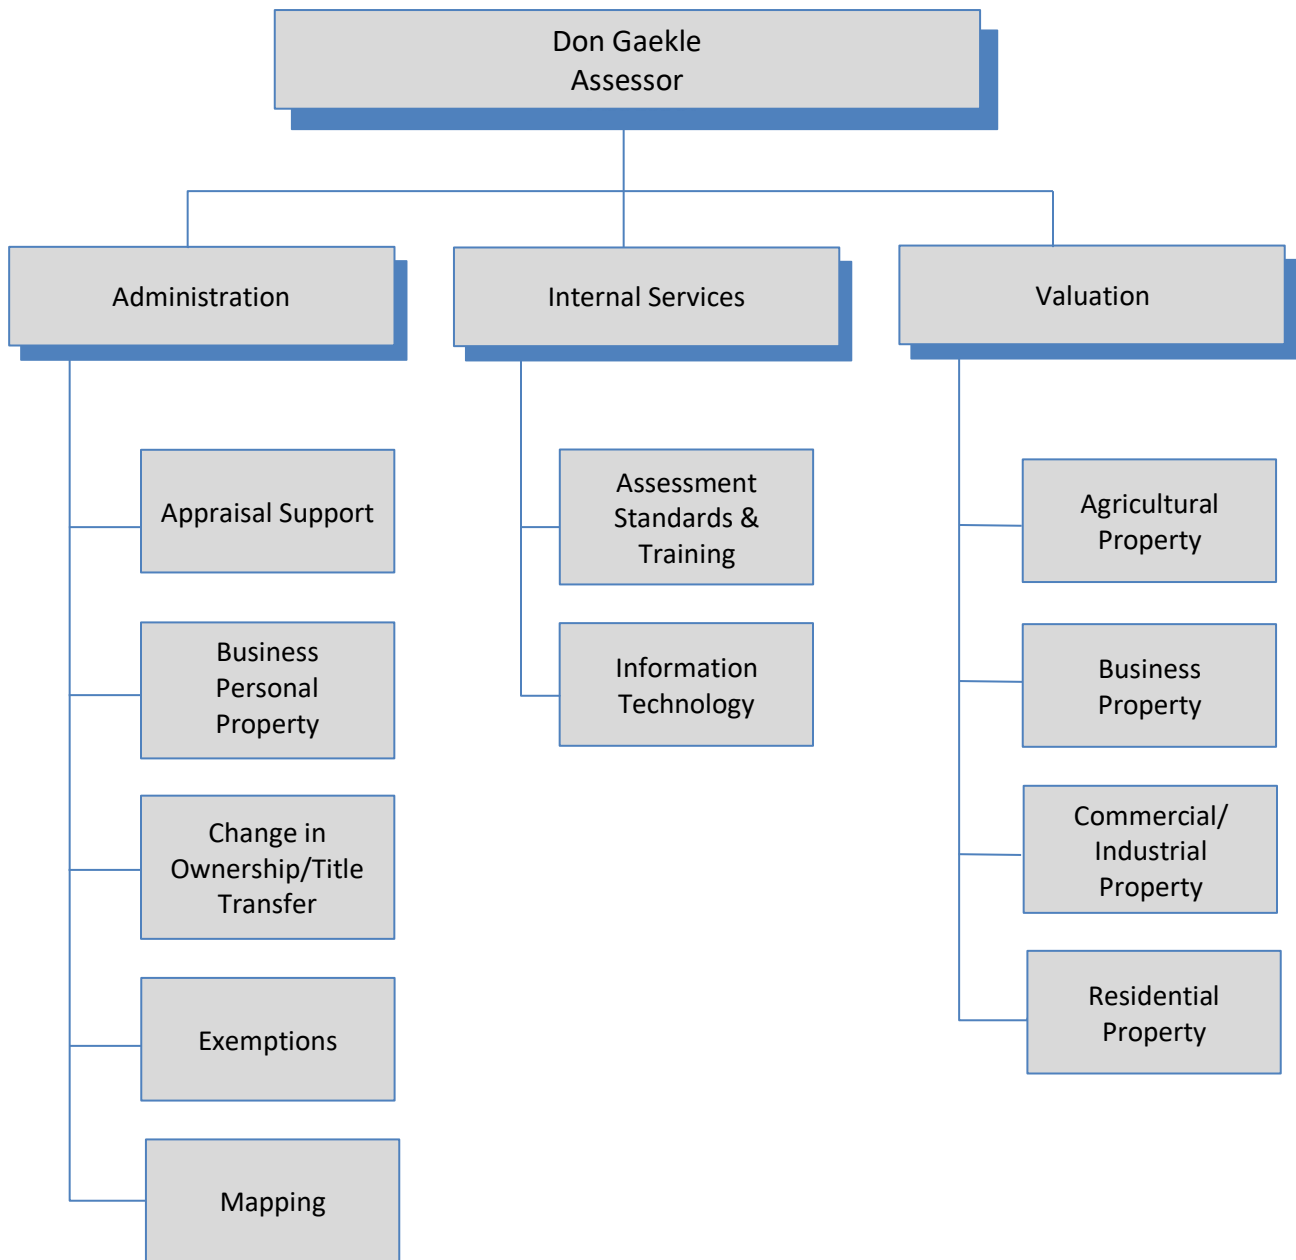 Don Gaekle
Assessor
Administration
Internal Services
Valuation
Appraisal Support
Business
Personal
Property
Change in
Ownership/Title
Transfer
Exemptions
Mapping
Assessment
Standards &
Training
Information
Technology
Agricultural
Property
Business
Property
Commercial/
Industrial
Property
Residential
Property